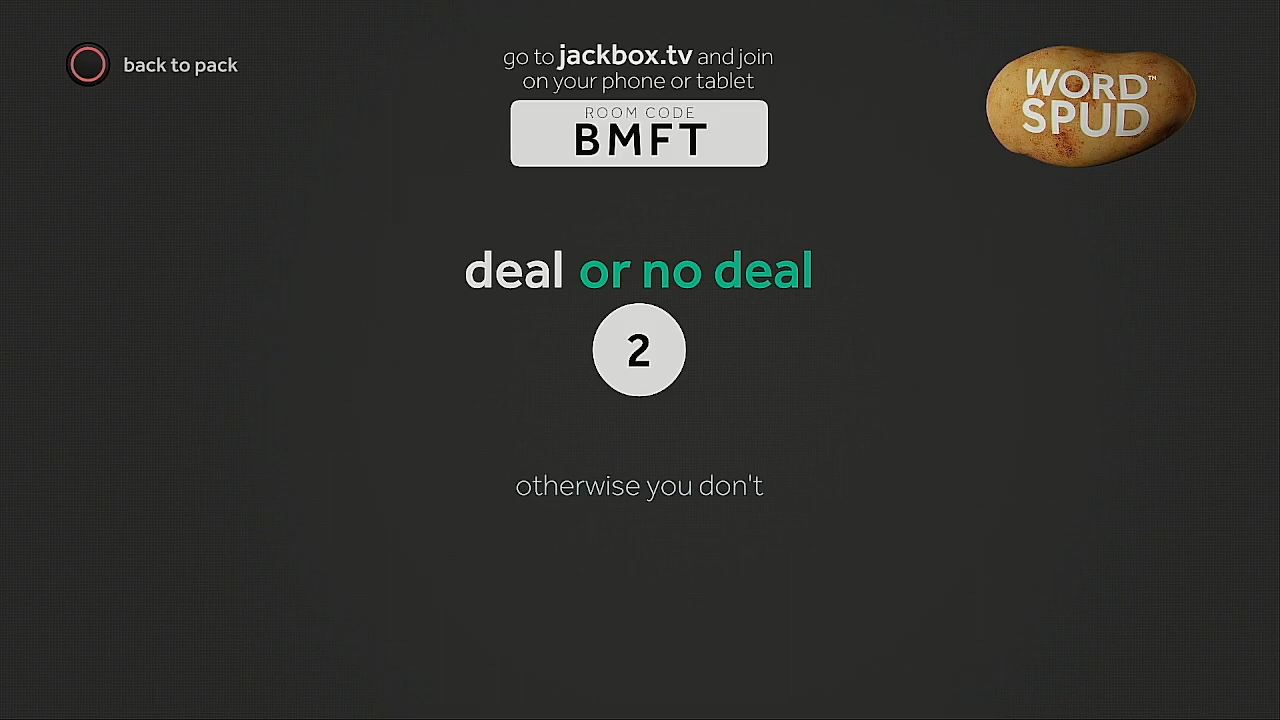 back to pack
go to jackbox.tv and join
on your phone or tablet
ROOM CODE
BMFT
WORD™
SPUD
deal or no deal
2
otherwise you don't